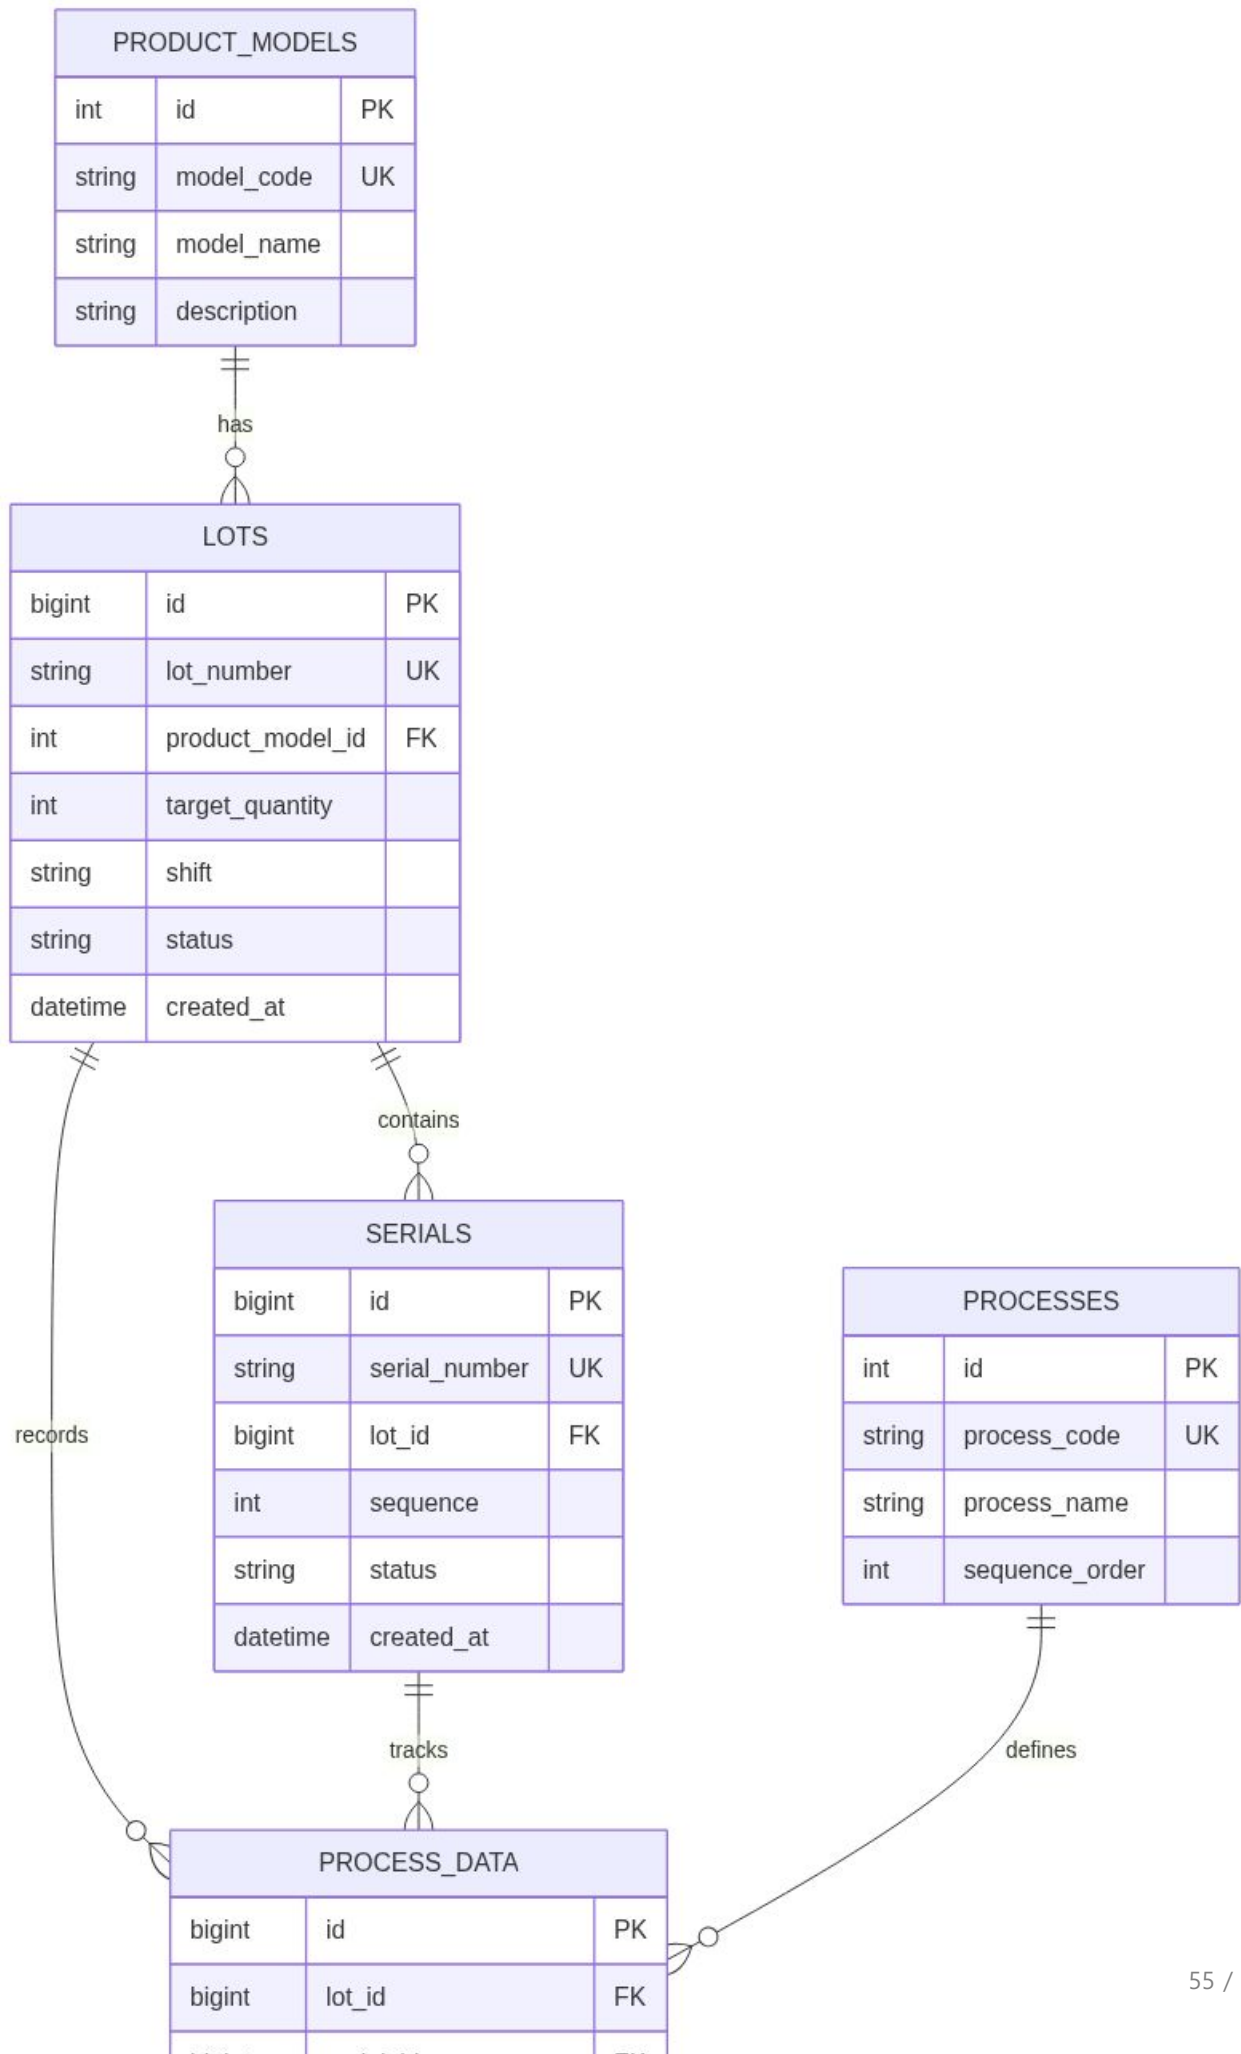 PRODUCT_MODELS
int id PK
string model_code UK
string model_name
string description
has
LOTS
bigint id PK
string lot_number UK
int product_model_id FK
int target_quantity
string shift
string status
datetime created_at
contains
SERIALS
bigint id PK
string serial_number UK
bigint lot_id FK
int sequence
string status
datetime created_at
PROCESSES
int id PK
string process_code UK
string process_name
int sequence_order
records
tracks
defines
PROCESS_DATA
bigint id PK
bigint lot_id FK
55 /